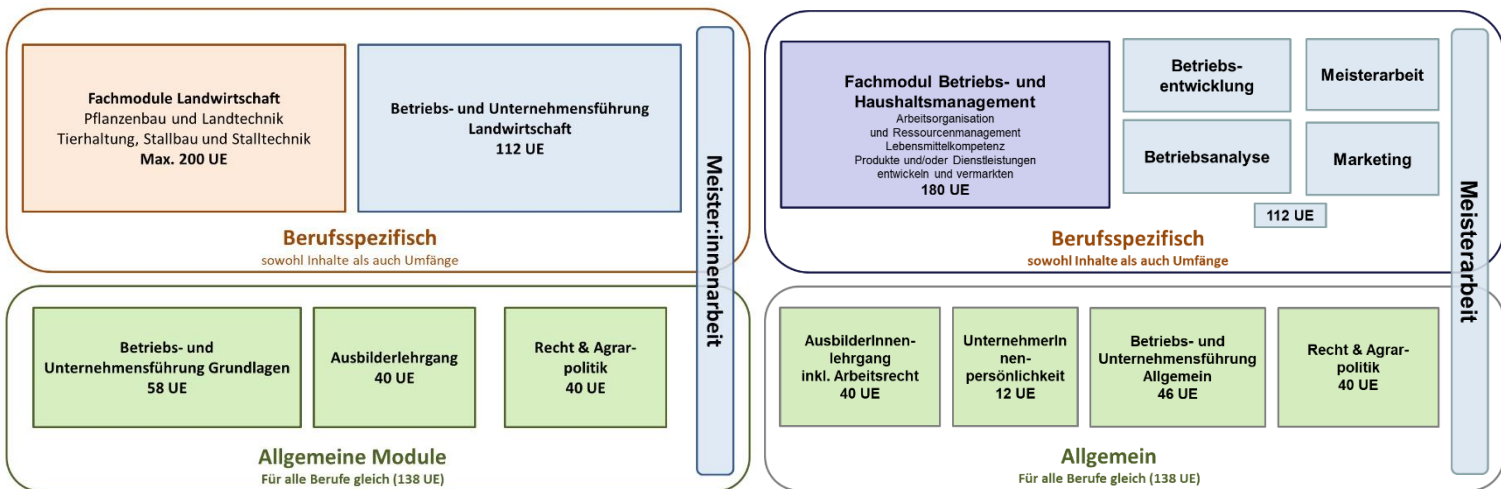 Fachmodule Landwirtschaft
Pflanzenbau und Landtechnik
Tierhaltung, Stallbau und Stalltechnik
Max. 200 UE
Betriebs- und Unternehmensführung
Landwirtschaft
112 UE
Berufsspezifisch
sowohl Inhalte als auch Umfänge
Meister:innenarbeit
Betriebs- und
Unternehmensführung Grundlagen
58 UE
Ausbilderlehrgang
40 UE
Recht & Agrar-
politik
40 UE
Allgemeine Module
Für alle Berufe gleich (138 UE)
Fachmodul Betriebs- und
Haushaltsmanagement
Arbeitsorganisation
und Ressourcenmanagement
Lebensmittelkompetenz
Produkte und/oder Dienstleistungen
entwickeln und vermarkten
180 UE
Betriebs-
entwicklung
Meisterarbeit
Betriebsanalyse
Marketing
112 UE
Berufsspezifisch
sowohl Inhalte als auch Umfänge
Meisterarbeit
AusbilderInnen-
lehrgang
inkl. Arbeitsrecht
40 UE
UnternehmerIn
nen-
persönlichkeit
12 UE
Betriebs- und
Unternehmensführung
Allgemein
46 UE
Recht & Agrar-
politik
40 UE
Allgemein
Für alle Berufe gleich (138 UE)